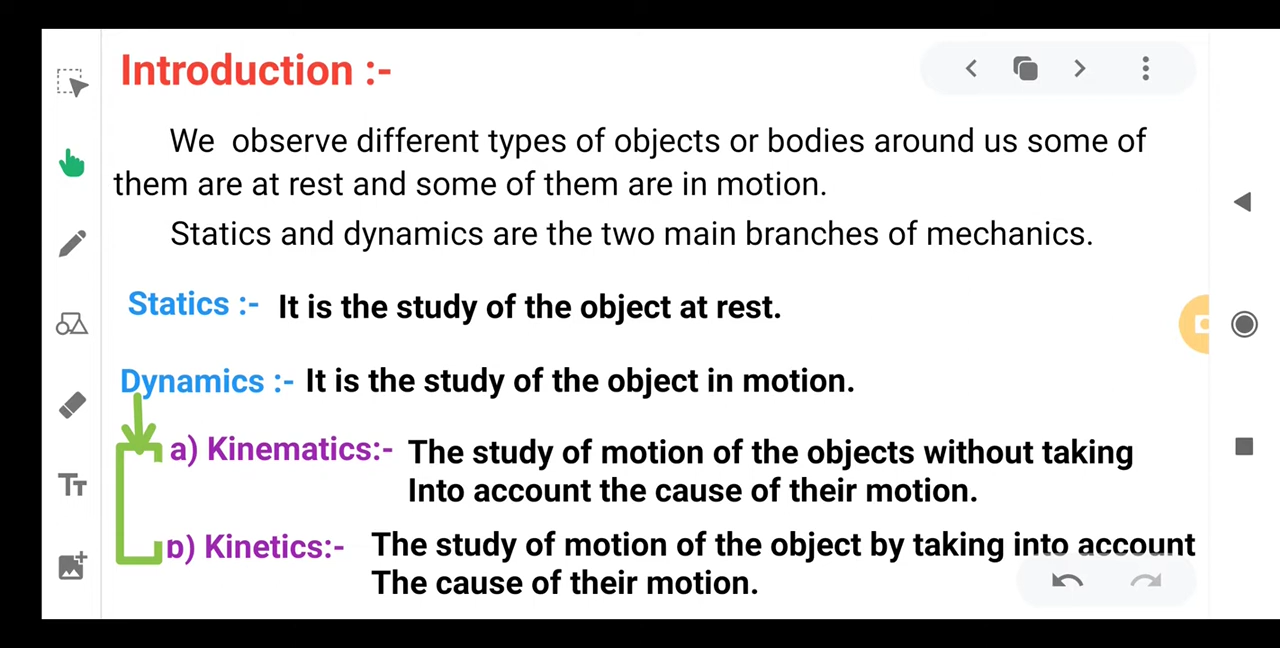 Introduction :-
We observe different types of objects or bodies around us some of
them are at rest and some of them are in motion.
Statics and dynamics are the two main branches of mechanics.
Statics :- It is the study of the object at rest.
Dynamics :- It is the study of the object in motion.
a) Kinematics:- The study of motion of the objects without taking
Into account the cause of their motion.
b) Kinetics:- The study of motion of the object by taking into account
The cause of their motion.